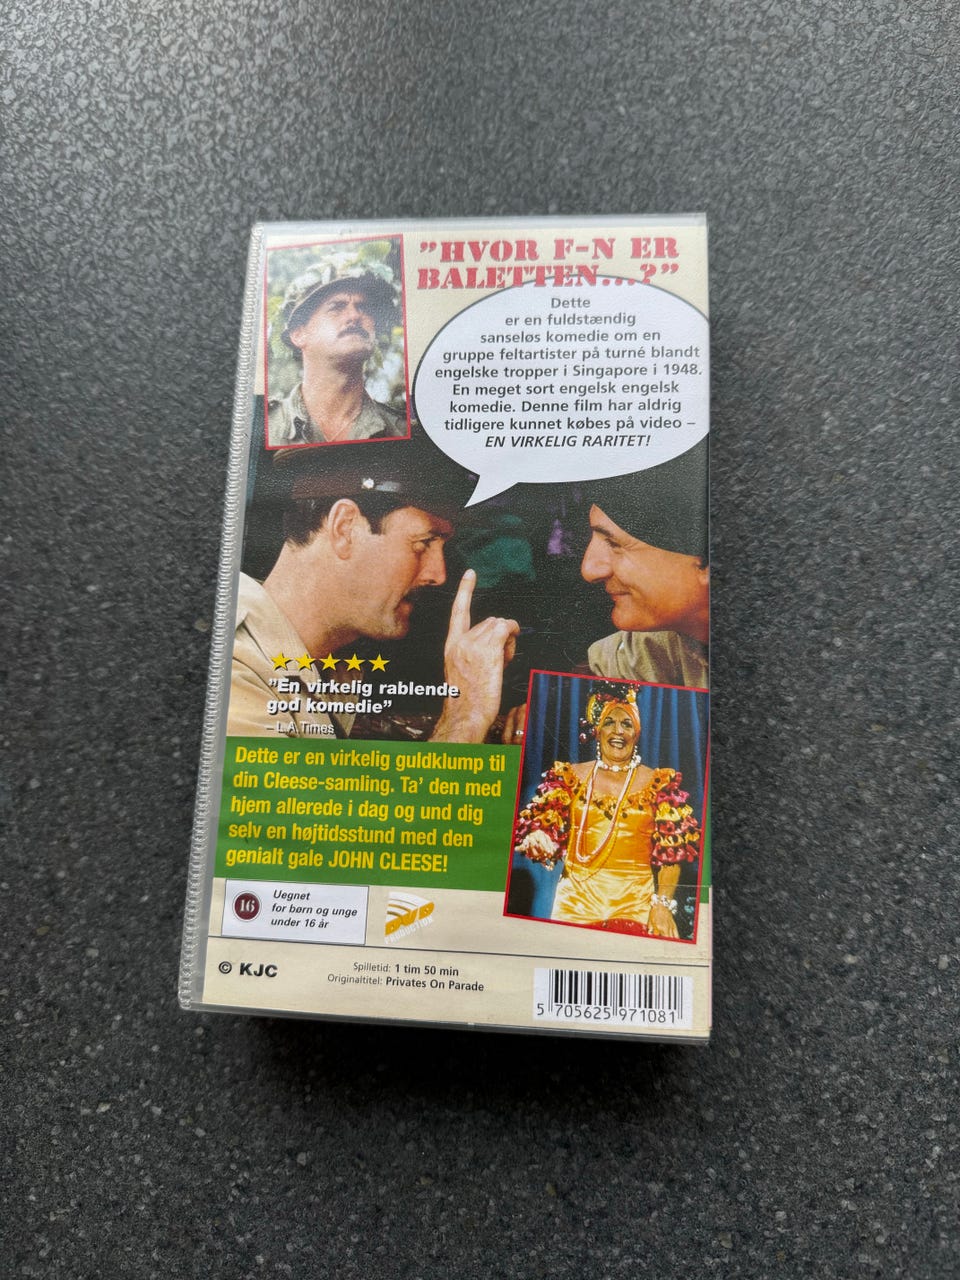 "HVOR F-N ER
BALETTEN...?"
Dette
er en fuldstændig
sanseløs komedie om en
gruppe feltartister på turné blandt
engelske tropper i Singapore i 1948.
En meget sort engelsk engelsk
komedie. Denne film har aldrig
tidligere kunnet købes på video –
EN VIRKELIG RARITET!
"En virkelig rablende
god komedie"
– L.A Times
Dette er en virkelig guldklump til
din Cleese-samling. Ta' den med
hjem allerede i dag og und dig
selv en højtidsstund med den
genialt gale JOHN CLEESE!
16
Uegnet
for børn og unge
under 16 år
PRODUCTION
© KJC
Spilletid: 1 tim 50 min
Originaltitel: Privates On Parade
5 705625 971081